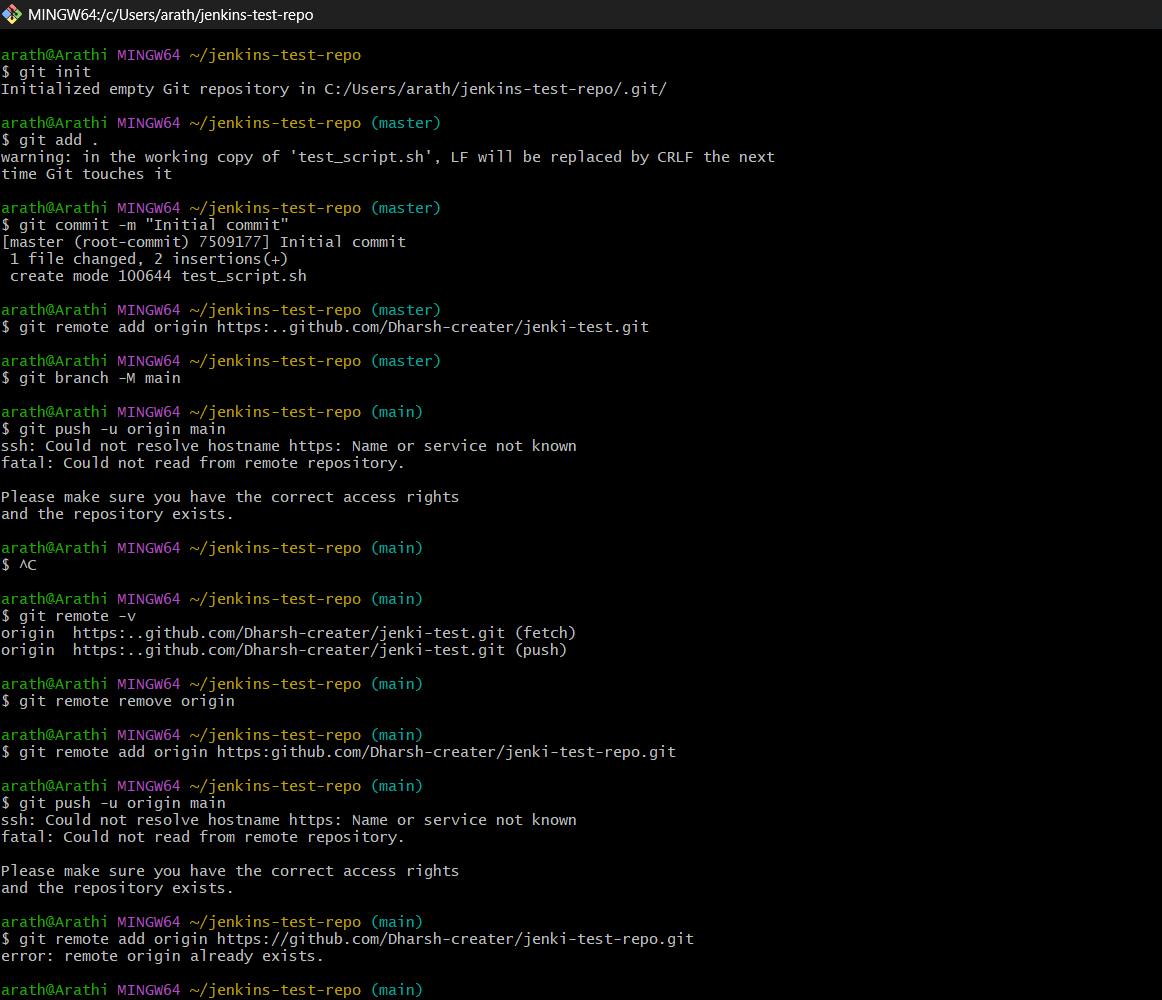 MINGW64:/c/Users/arath/jenkins-test-repo
arath@Arathi MINGW64 ~/jenkins-test-repo
$ git init
Initialized empty Git repository in C:/Users/arath/jenkins-test-repo/.git/
arath@Arathi MINGW64 ~/jenkins-test-repo (master)
$ git add .
warning: in the working copy of 'test_script.sh', LF will be replaced by CRLF the next
time Git touches it
arath@Arathi MINGW64 ~/jenkins-test-repo (master)
$ git commit -m "Initial commit"
[master (root-commit) 7509177] Initial commit
 1 file changed, 2 insertions(+)
 create mode 100644 test_script.sh
arath@Arathi MINGW64 ~/jenkins-test-repo (master)
$ git remote add origin https:..github.com/Dharsh-creater/jenki-test.git
arath@Arathi MINGW64 ~/jenkins-test-repo (master)
$ git branch -M main
arath@Arathi MINGW64 ~/jenkins-test-repo (main)
$ git push -u origin main
ssh: Could not resolve hostname https: Name or service not known
fatal: Could not read from remote repository.
Please make sure you have the correct access rights
and the repository exists.
arath@Arathi MINGW64 ~/jenkins-test-repo (main)
$ ^C
arath@Arathi MINGW64 ~/jenkins-test-repo (main)
$ git remote -v
origin  https:..github.com/Dharsh-creater/jenki-test.git (fetch)
origin  https:..github.com/Dharsh-creater/jenki-test.git (push)
arath@Arathi MINGW64 ~/jenkins-test-repo (main)
$ git remote remove origin
arath@Arathi MINGW64 ~/jenkins-test-repo (main)
$ git remote add origin https:github.com/Dharsh-creater/jenki-test-repo.git
arath@Arathi MINGW64 ~/jenkins-test-repo (main)
$ git push -u origin main
ssh: Could not resolve hostname https: Name or service not known
fatal: Could not read from remote repository.
Please make sure you have the correct access rights
and the repository exists.
arath@Arathi MINGW64 ~/jenkins-test-repo (main)
$ git remote add origin https://github.com/Dharsh-creater/jenki-test-repo.git
error: remote origin already exists.
arath@Arathi MINGW64 ~/jenkins-test-repo (main)